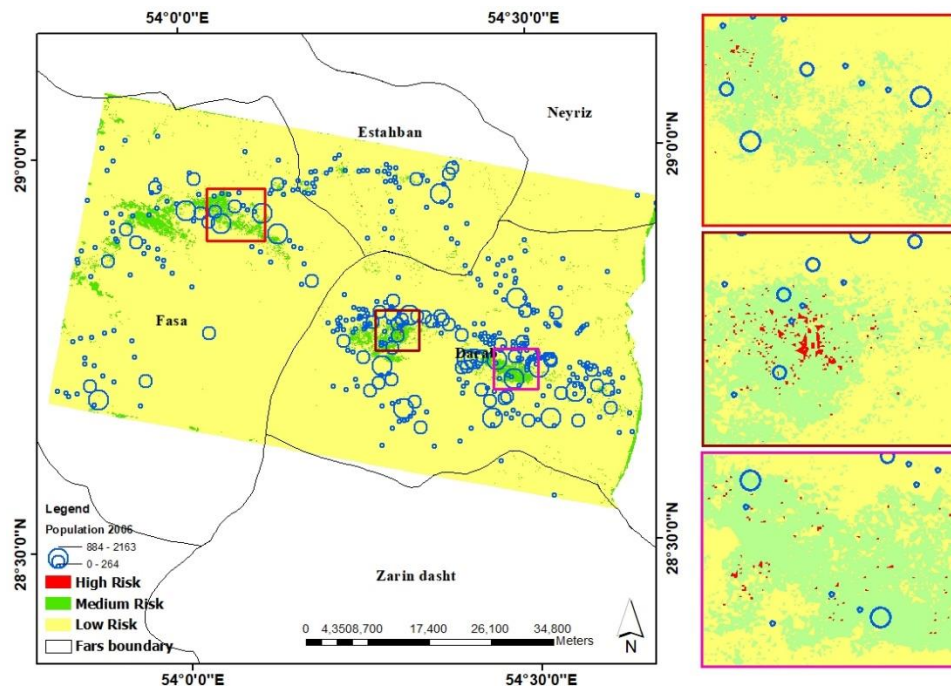 54°0'0"E 54°30'0"E
Neyriz
Estahban
29°0'0"N 29°0'0"N
Fasa
Darab
Legend
Population 2006
884 - 2163
0 - 264
High Risk
Medium Risk
Low Risk
Fars boundary
28°30'0"N 28°30'0"N
Zarin dasht
0 4,3508,700 17,400 26,100 34,800
Meters
N
54°0'0"E 54°30'0"E